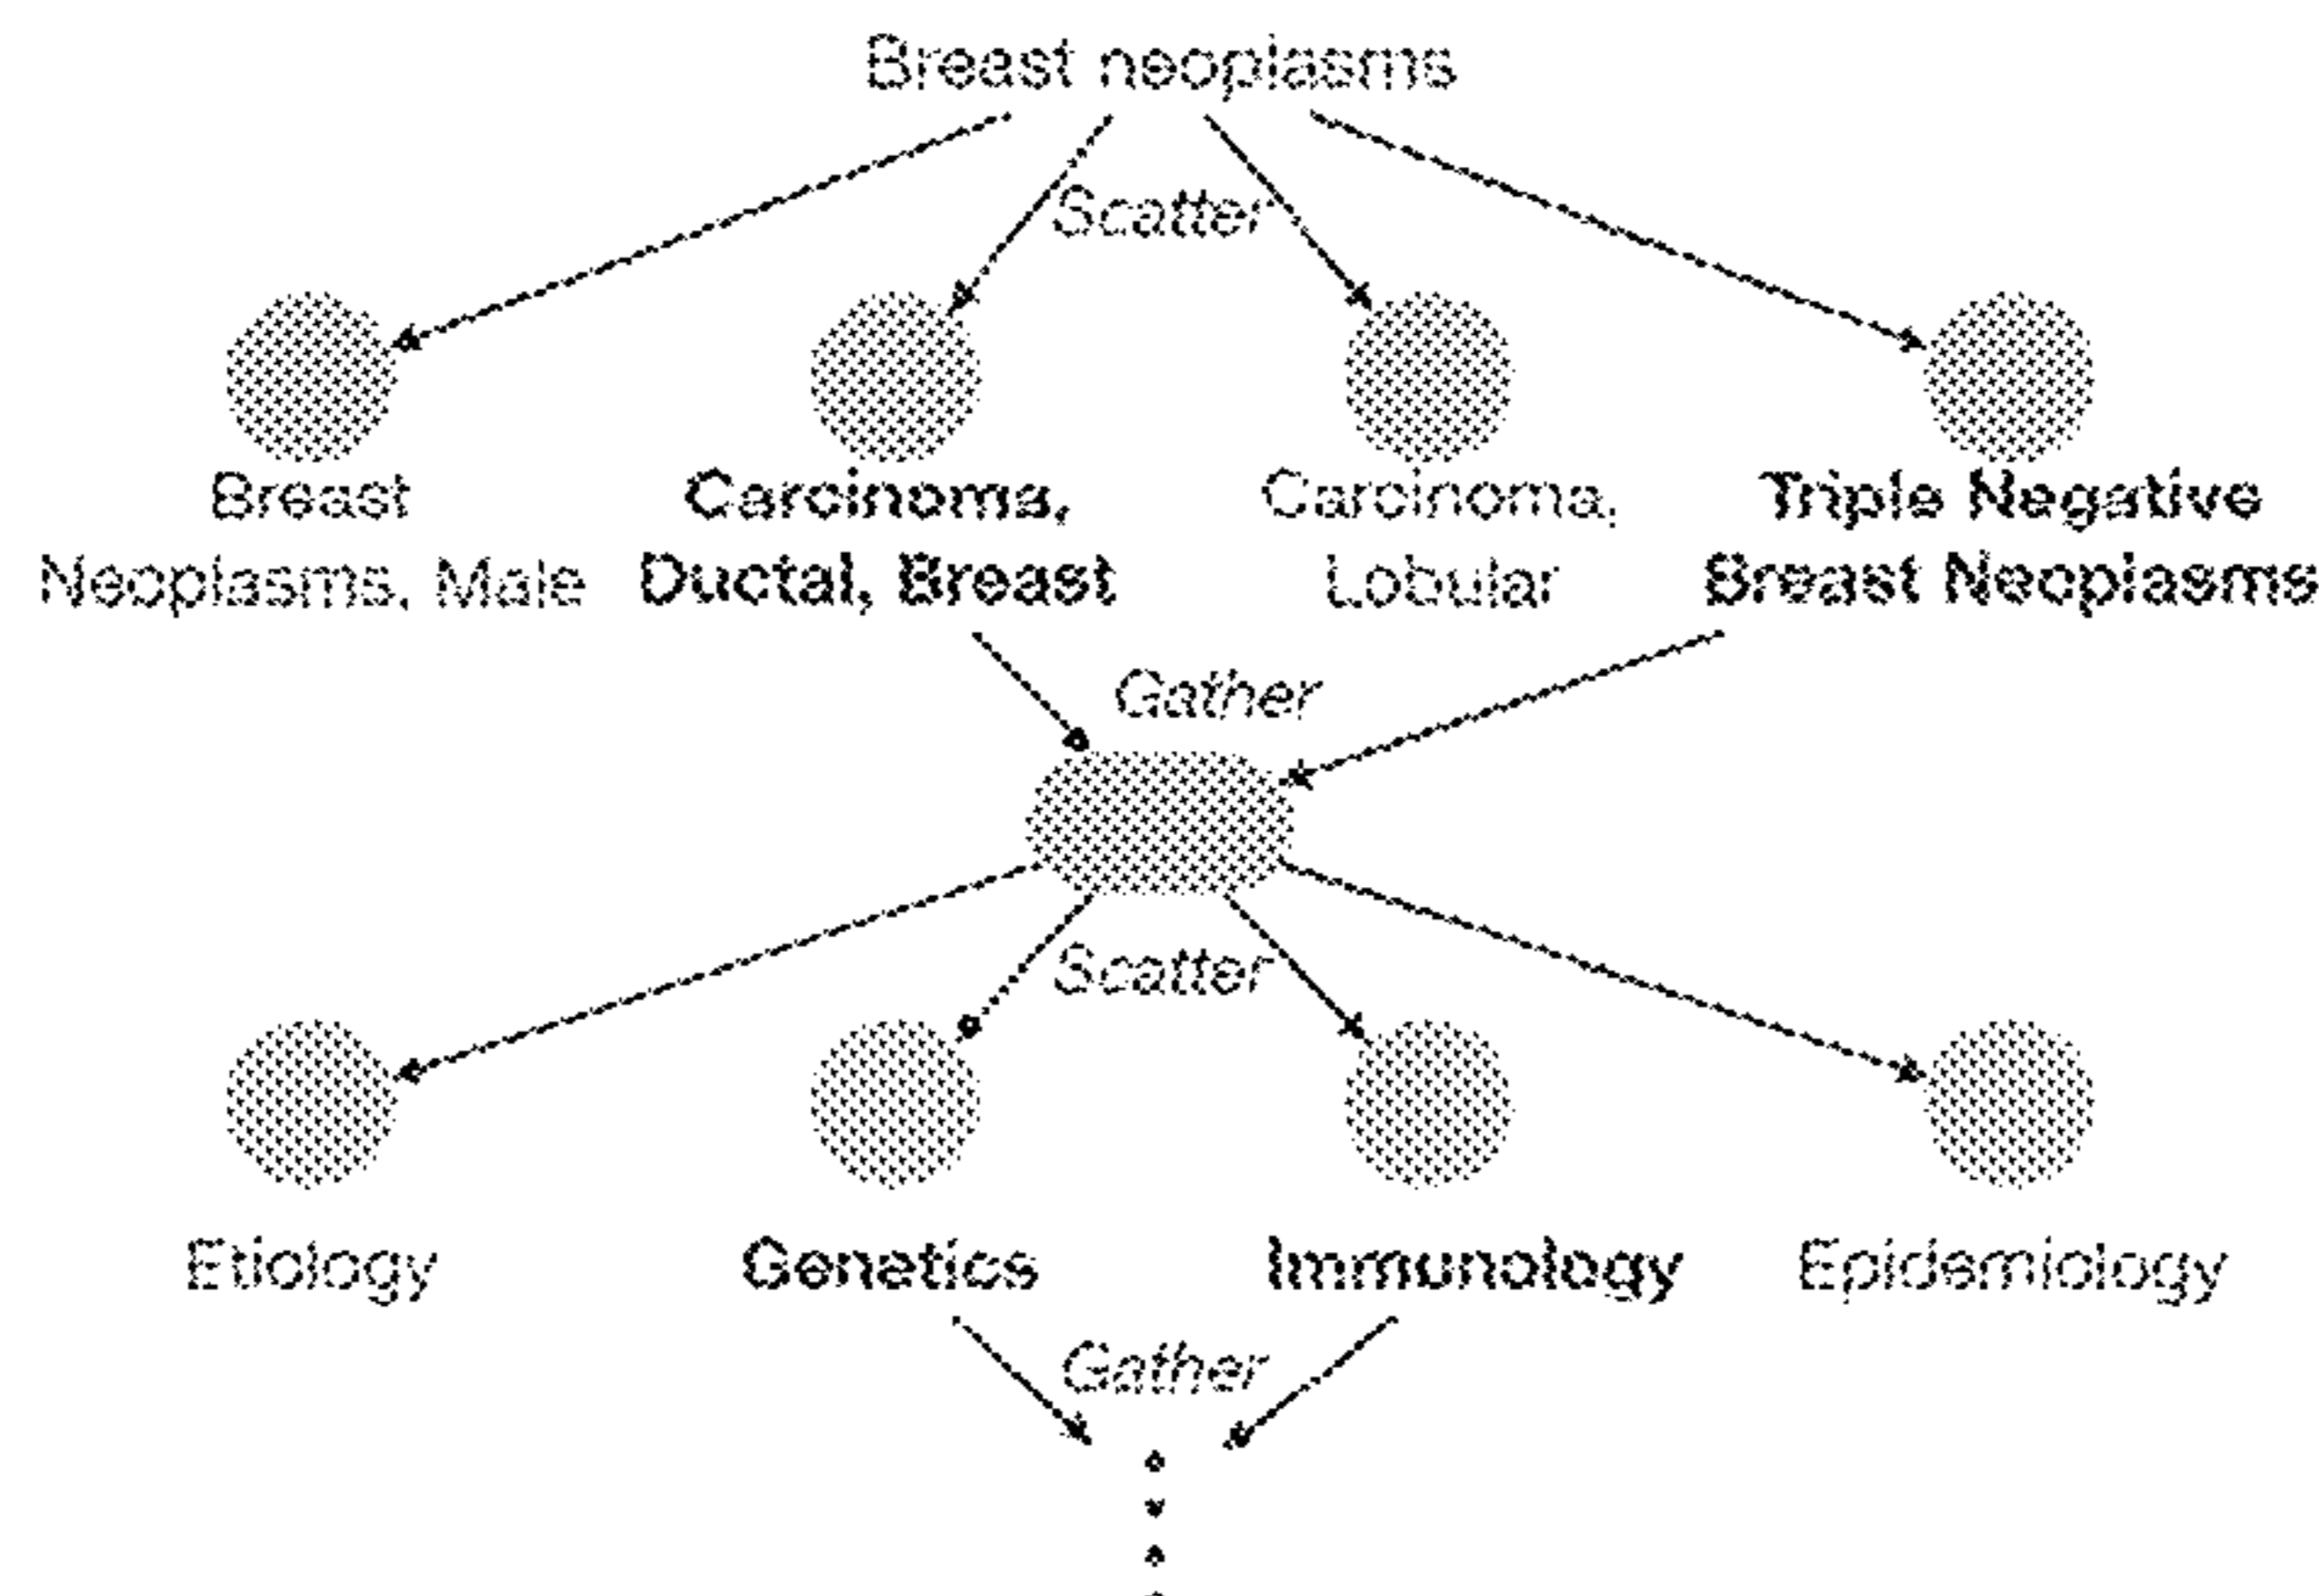 Breast neoplasms
Scatter
Breast
Neoplasms, Male
Carcinoma,
Ductal, Breast
Carcinoma,
Lobular
Triple Negative
Breast Neoplasms
Gather
Scatter
Etiology
Genetics
Immunology
Epidemiology
Gather